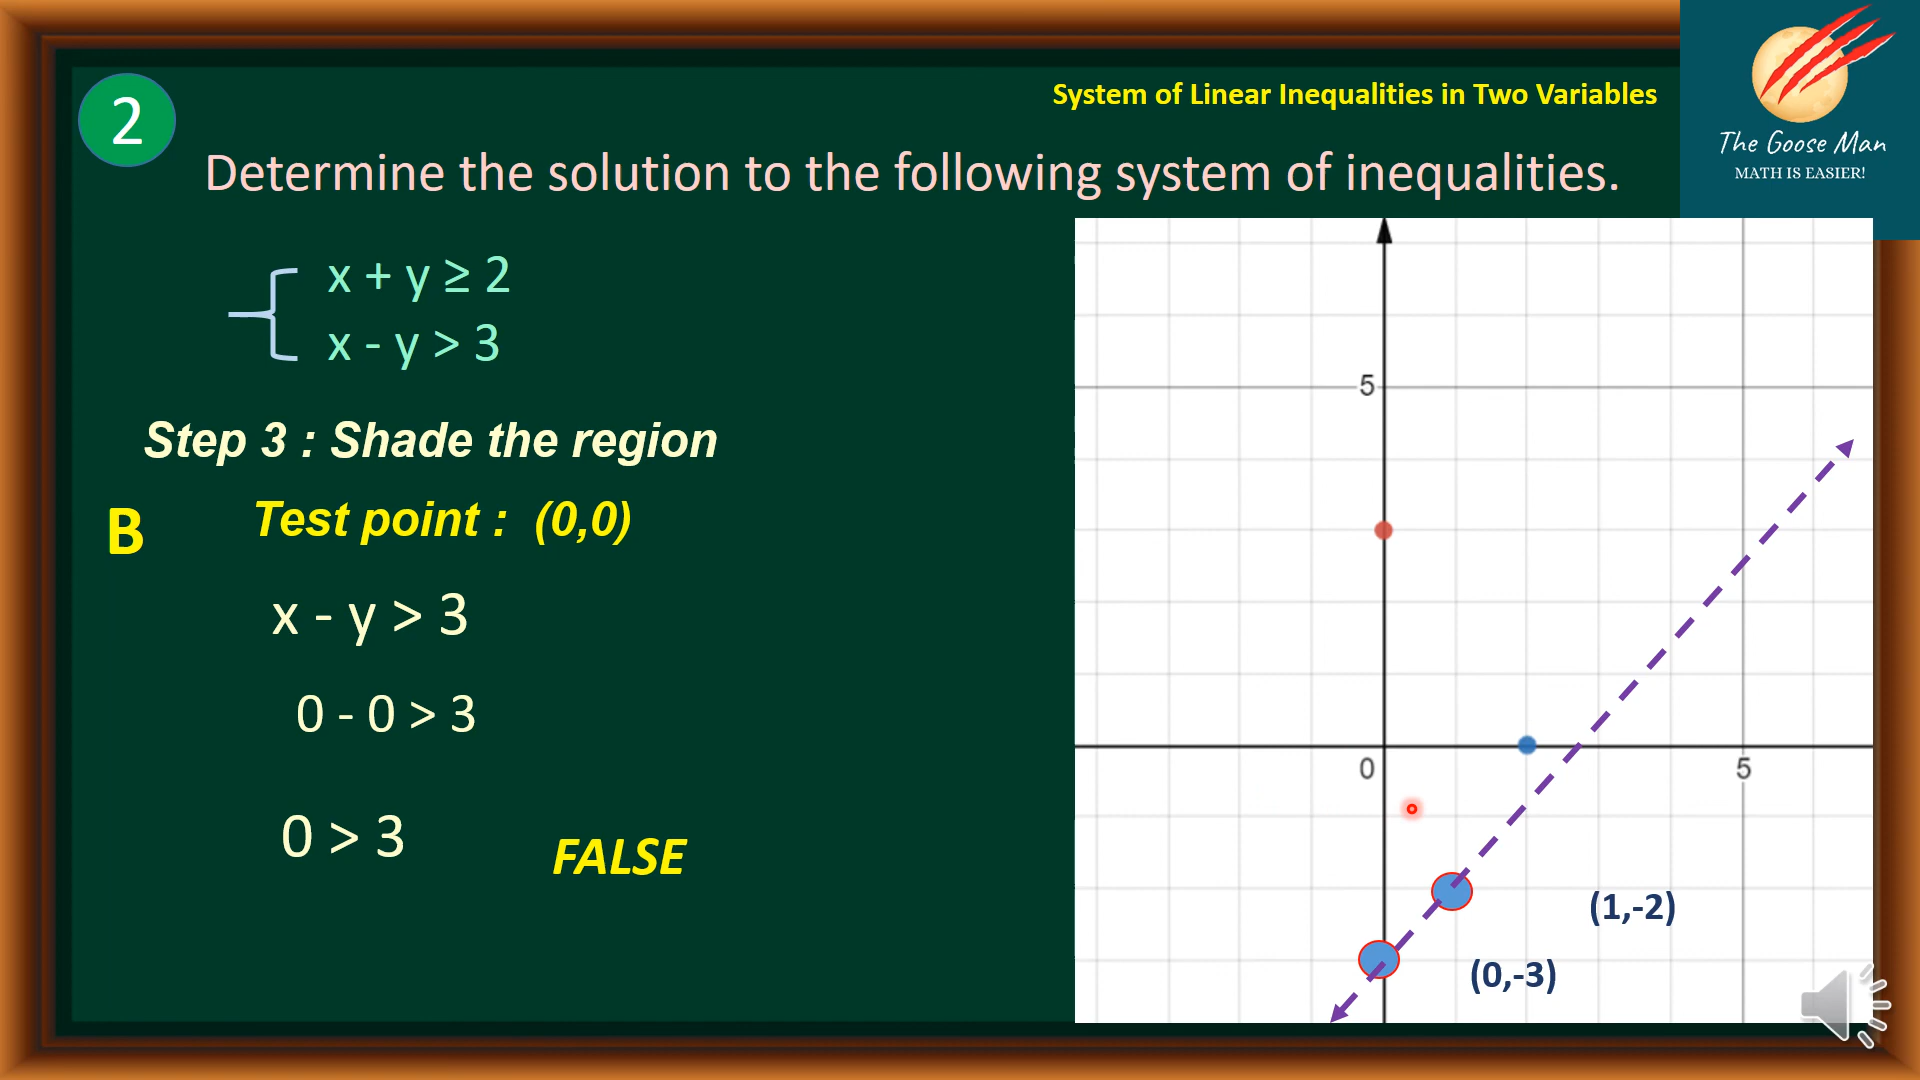 2
System of Linear Inequalities in Two Variables
The Goose Man
MATH IS EASIER!
Determine the solution to the following system of inequalities.
x + y ≥ 2
x - y > 3
Step 3 : Shade the region
B
Test point : (0,0)
x - y > 3
0 - 0 > 3
0 > 3
FALSE
5
0
5
(1,-2)
(0,-3)